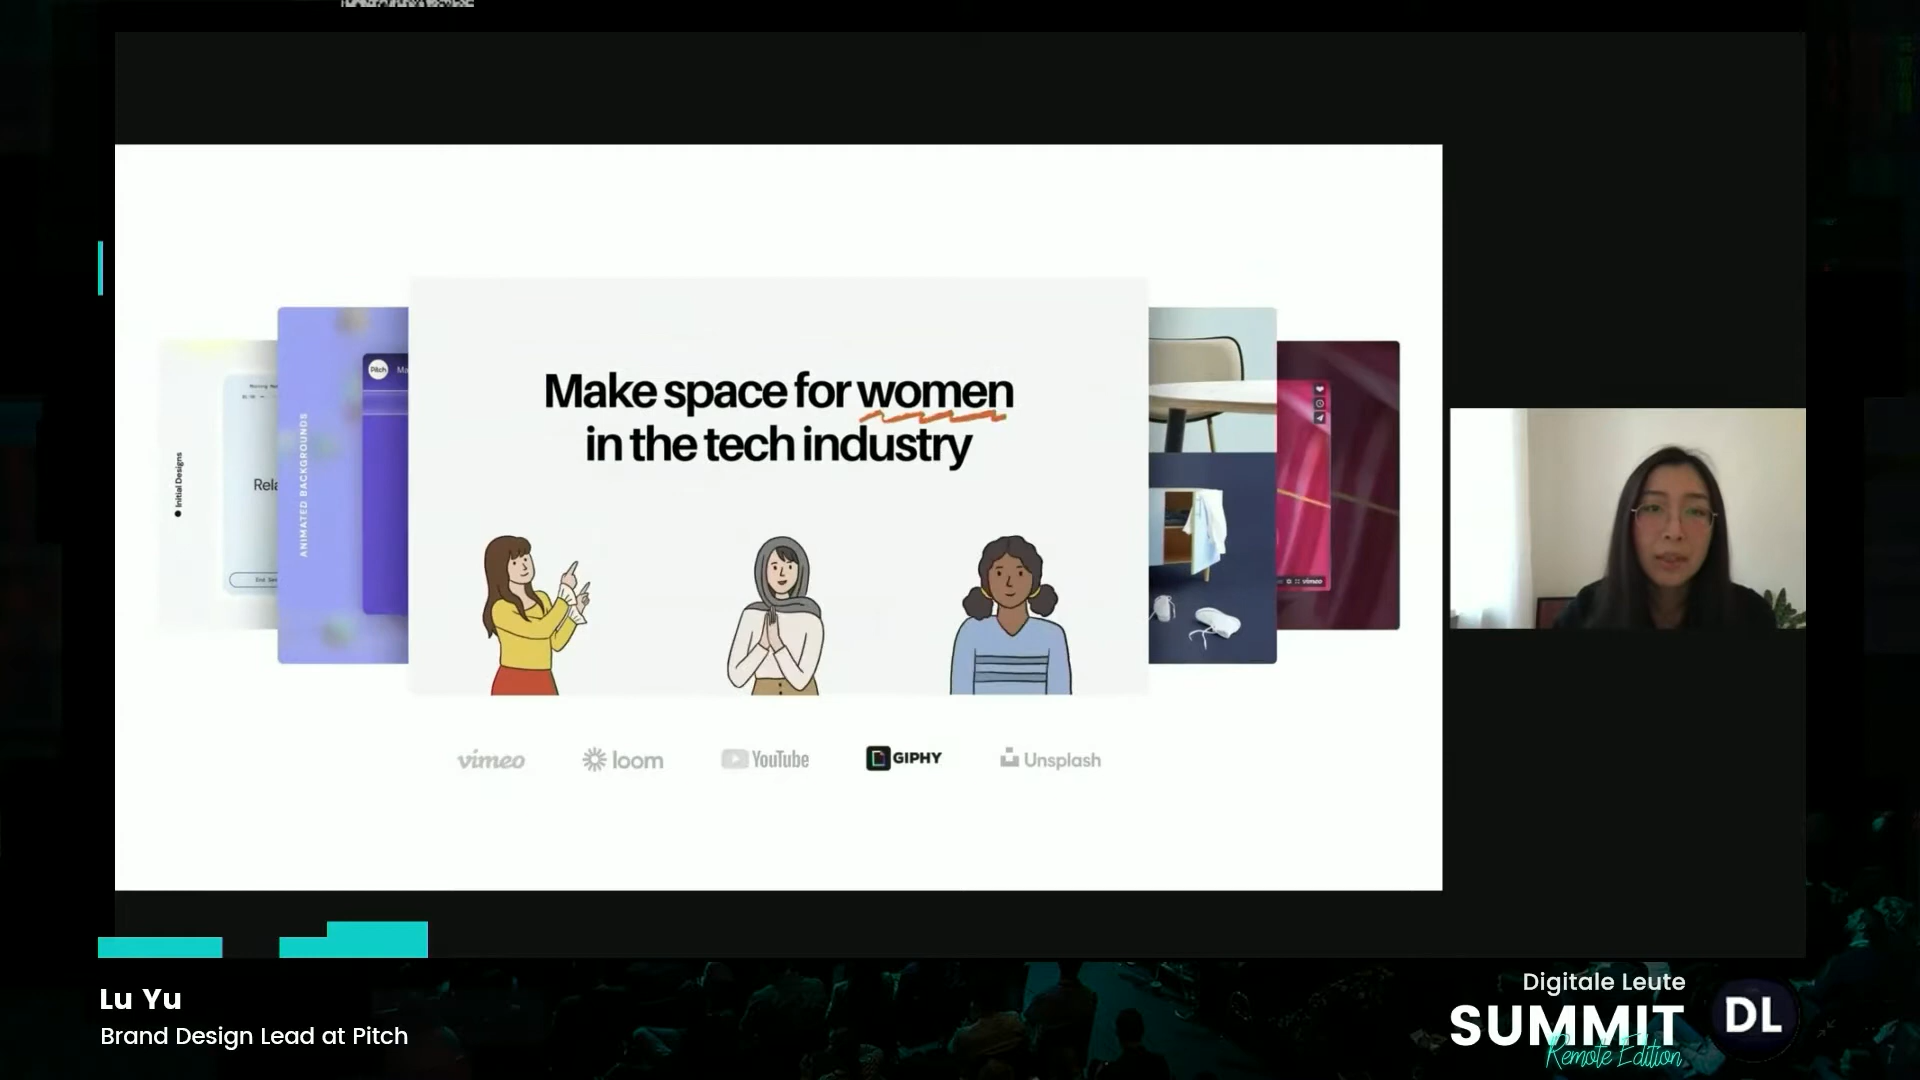 Make space for women
in the tech industry
Initial Designs
Rela
ANIMATED BACKGROUNDS
Pitch
Ma
vimeo
vimeo
loom
YouTube
GIPHY
Unsplash
Lu Yu
Brand Design Lead at Pitch
Digitale Leute
SUMMIT
Remote Edition
DL